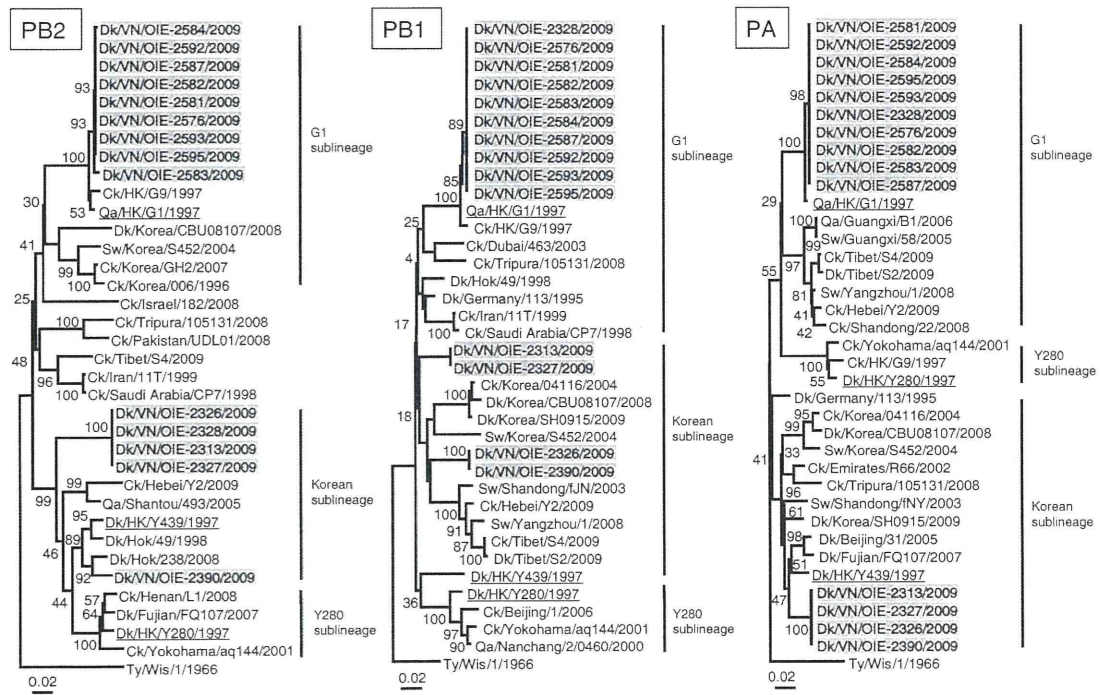 PB2
Dk/VN/OIE-2584/2009
Dk/VN/OIE-2592/2009
Dk/VN/OIE-2587/2009
Dk/VN/OIE-2582/2009
93
Dk/VN/OIE-2581/2009
Dk/VN/OIE-2576/2009
93
Dk/VN/OIE-2593/2009
G1
sublineage
Dk/VN/OIE-2595/2009
100
Dk/VN/OIE-2583/2009
Ck/HK/G9/1997
30
53
Qa/HK/G1/1997
Dk/Korea/CBU08107/2008
41
Sw/Korea/S452/2004
Ck/Korea/GH2/2007
99
100
Ck/Korea/006/1996
25
Ck/Israel/182/2008
100
Ck/Tripura/105131/2008
Ck/Pakistan/UDL01/2008
48
Ck/Tibet/S4/2009
96
Ck/Iran/11T/1999
100
Ck/Saudi Arabia/CP7/1998
Dk/VN/OIE-2326/2009
100
Dk/VN/OIE-2328/2009
Dk/VN/OIE-2313/2009
Dk/VN/OIE-2327/2009
Korean
sublineage
99
99
Ck/Hebei/Y2/2009
Qa/Shantou/493/2005
95
Dk/HK/Y439/1997
89
Dk/Hok/49/1998
46
Dk/Hok/238/2008
92
Dk/VN/OIE-2390/2009
44
57
Ck/Henan/L1/2008
64
Dk/Fujian/FQ107/2007
Y280
sublineage
Dk/HK/Y280/1997
100
Ck/Yokohama/aq144/2001
Ty/Wis/1/1966
0.02
PB1
Dk/VN/OIE-2328/2009
Dk/VN/OIE-2576/2009
Dk/VN/OIE-2581/2009
Dk/VN/OIE-2582/2009
Dk/VN/OIE-2583/2009
Dk/VN/OIE-2584/2009
89
Dk/VN/OIE-2587/2009
G1
sublineage
Dk/VN/OIE-2592/2009
Dk/VN/OIE-2593/2009
85
Dk/VN/OIE-2595/2009
100
Qa/HK/G1/1997
25
Ck/HK/G9/1997
Ck/Dubai/463/2003
4
Ck/Tripura/105131/2008
Dk/Hok/49/1998
Dk/Germany/113/1995
17
Ck/Iran/11T/1999
100
Ck/Saudi Arabia/CP7/1998
Dk/VN/OIE-2313/2009
100
Dk/VN/OIE-2327/2009
Ck/Korea/04116/2004
100
Dk/Korea/CBU08107/2008
18
Dk/Korea/SH0915/2009
Sw/Korea/S452/2004
Korean
sublineage
100
Dk/VN/OIE-2326/2009
Dk/VN/OIE-2390/2009
Sw/Shandong/fJN/2003
Ck/Hebei/Y2/2009
100
Sw/Yangzhou/1/2008
91
87
Ck/Tibet/S4/2009
100
Dk/Tibet/S2/2009
Dk/HK/Y439/1997
36
Dk/HK/Y280/1997
100
Ck/Beijing/1/2006
Y280
sublineage
97
Ck/Yokohama/aq144/2001
90
Qa/Nanchang/2/0460/2000
Ty/Wis/1/1966
0.02
PA
Dk/VN/OIE-2581/2009
Dk/VN/OIE-2592/2009
Dk/VN/OIE-2584/2009
Dk/VN/OIE-2595/2009
98
Dk/VN/OIE-2593/2009
Dk/VN/OIE-2328/2009
100
Dk/VN/OIE-2576/2009
G1
sublineage
Dk/VN/OIE-2582/2009
Dk/VN/OIE-2583/2009
Dk/VN/OIE-2587/2009
29
Qa/HK/G1/1997
100
Qa/Guangxi/B1/2006
99
Sw/Guangxi/58/2005
97
Ck/Tibet/S4/2009
55
Dk/Tibet/S2/2009
81
Sw/Yangzhou/1/2008
41
Ck/Hebei/Y2/2009
42
Ck/Shandong/22/2008
Ck/Yokohama/aq144/2001
100
Ck/HK/G9/1997
Y280
sublineage
55
Dk/HK/Y280/1997
Dk/Germany/113/1995
95
Ck/Korea/04116/2004
99
Dk/Korea/CBU08107/2008
33
Sw/Korea/S452/2004
41
Ck/Emirates/R66/2002
Ck/Tripura/105131/2008
96
Sw/Shandong/fNY/2003
61
Dk/Korea/SH0915/2009
Korean
sublineage
98
Dk/Beijing/31/2005
51
Dk/Fujian/FQ107/2007
Dk/HK/Y439/1997
47
Dk/VN/OIE-2313/2009
Dk/VN/OIE-2327/2009
100
Dk/VN/OIE-2326/2009
Dk/VN/OIE-2390/2009
Ty/Wis/1/1966
0.02